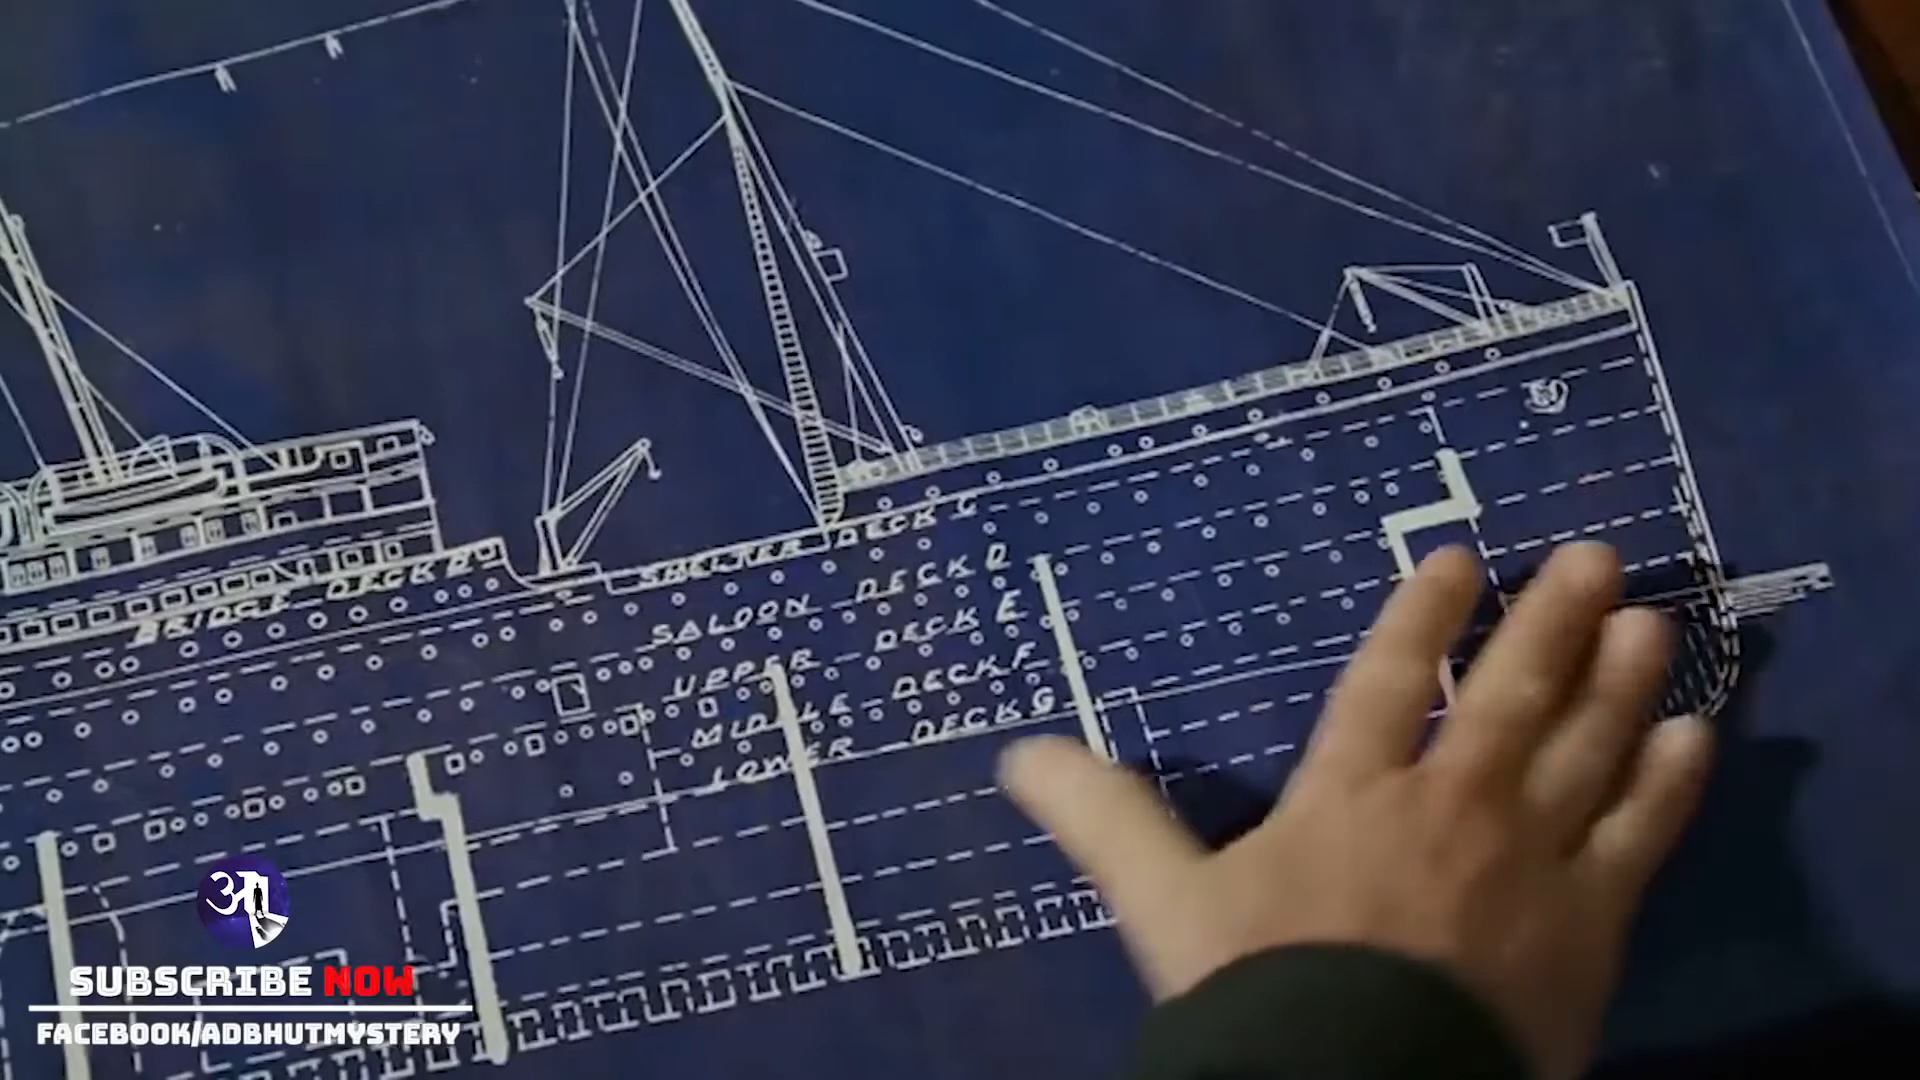 BRIDGE DECK B
SHELTER DECK C
SALOON DECK D
UPPER DECK E
MIDDLE DECK F
LOWER DECK G
SUBSCRIBE NOW
FACEBOOK/ADBHUTMYSTERY